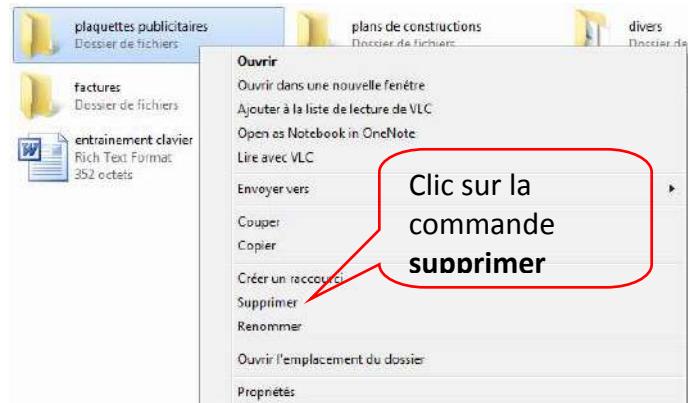 plaquettes publicitaires
Dossier de fichiers
plans de constructions
Dossier de fichiers
divers
Dossier de
factures
Dossier de fichiers
entrainement clavier
Rich Text Format
352 octets
Ouvrir
Ouvrir dans une nouvelle fenêtre
Ajouter à la liste de lecture de VLC
Open as Notebook in OneNote
Lire avec VLC
Envoyer vers
Couper
Copier
Créer un raccourci
Supprimer
Renommer
Ouvrir l'emplacement du dossier
Propriétés
Clic sur la
commande
supprimer